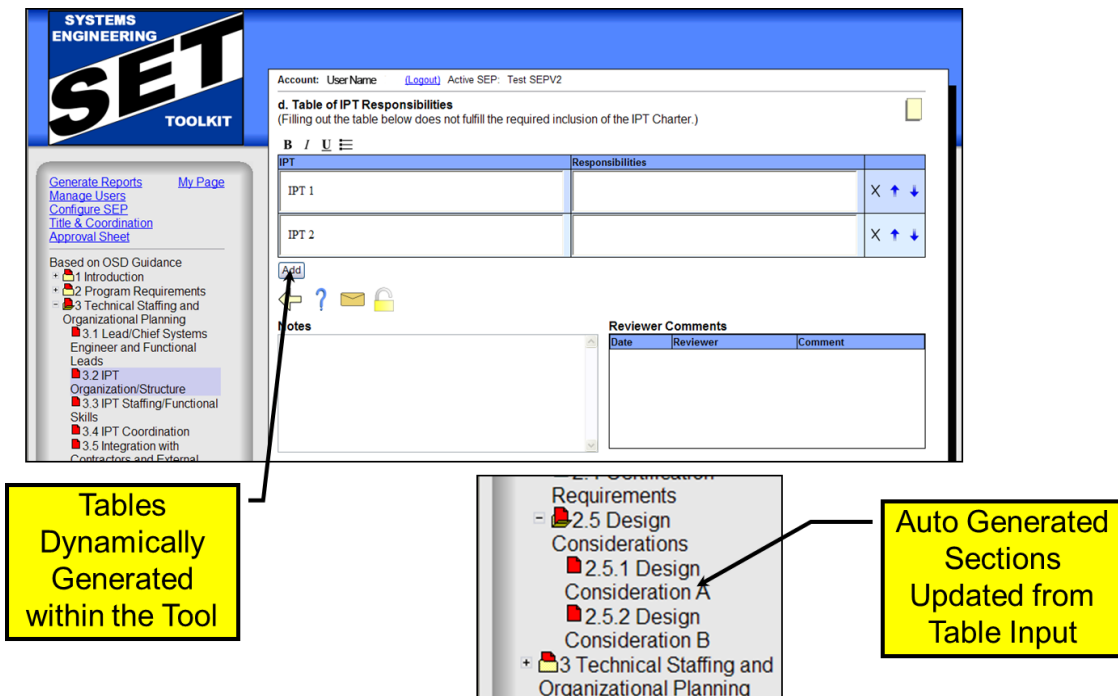 SYSTEMS
ENGINEERING
SET
TOOLKIT
Account: User Name (Logout) Active SEP: Test SEPV2
d. Table of IPT Responsibilities
(Filling out the table below does not fulfill the required inclusion of the IPT Charter.)
B I U
IPT Responsibilities
IPT 1 X
IPT 2 X
Add
?
Notes
Reviewer Comments
Date Reviewer Comment
Generate Reports My Page
Manage Users
Configure SEP
Title & Coordination
Approval Sheet
Based on OSD Guidance
1 Introduction
2 Program Requirements
3 Technical Staffing and
Organizational Planning
3.1 Lead/Chief Systems
Engineer and Functional
Leads
3.2 IPT
Organization/Structure
3.3 IPT Staffing/Functional
Skills
3.4 IPT Coordination
3.5 Integration with
Contractors and External
Tables
Dynamically
Generated
within the Tool
Requirements
2.5 Design
Considerations
2.5.1 Design
Consideration A
2.5.2 Design
Consideration B
3 Technical Staffing and
Organizational Planning
Auto Generated
Sections
Updated from
Table Input